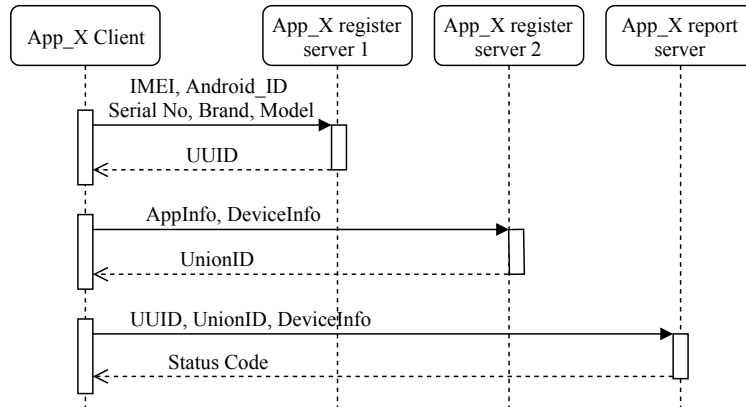 App_X Client
App_X register
server 1
App_X register
server 2
App_X report
server
IMEI, Android_ID
Serial No, Brand, Model
UUID
AppInfo, DeviceInfo
UnionID
UUID, UnionID, DeviceInfo
Status Code